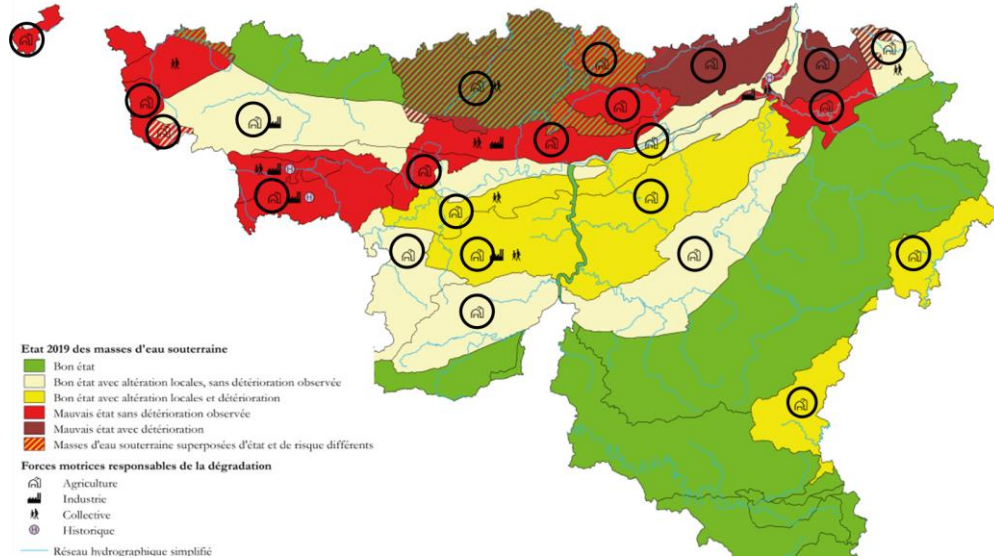 Etat 2019 des masses d'eau souterraine
Bon état
Bon état avec altération locales, sans détérioration observée
Bon état avec altération locales et détérioration
Mauvais état sans détérioration observée
Mauvais état avec détérioration
Masses d'eau souterraine superposées d'état et de risque différents
Forces motrices responsables de la dégradation
Agriculture
Industrie
Collective
Historique
Réseau hydrographique simplifié